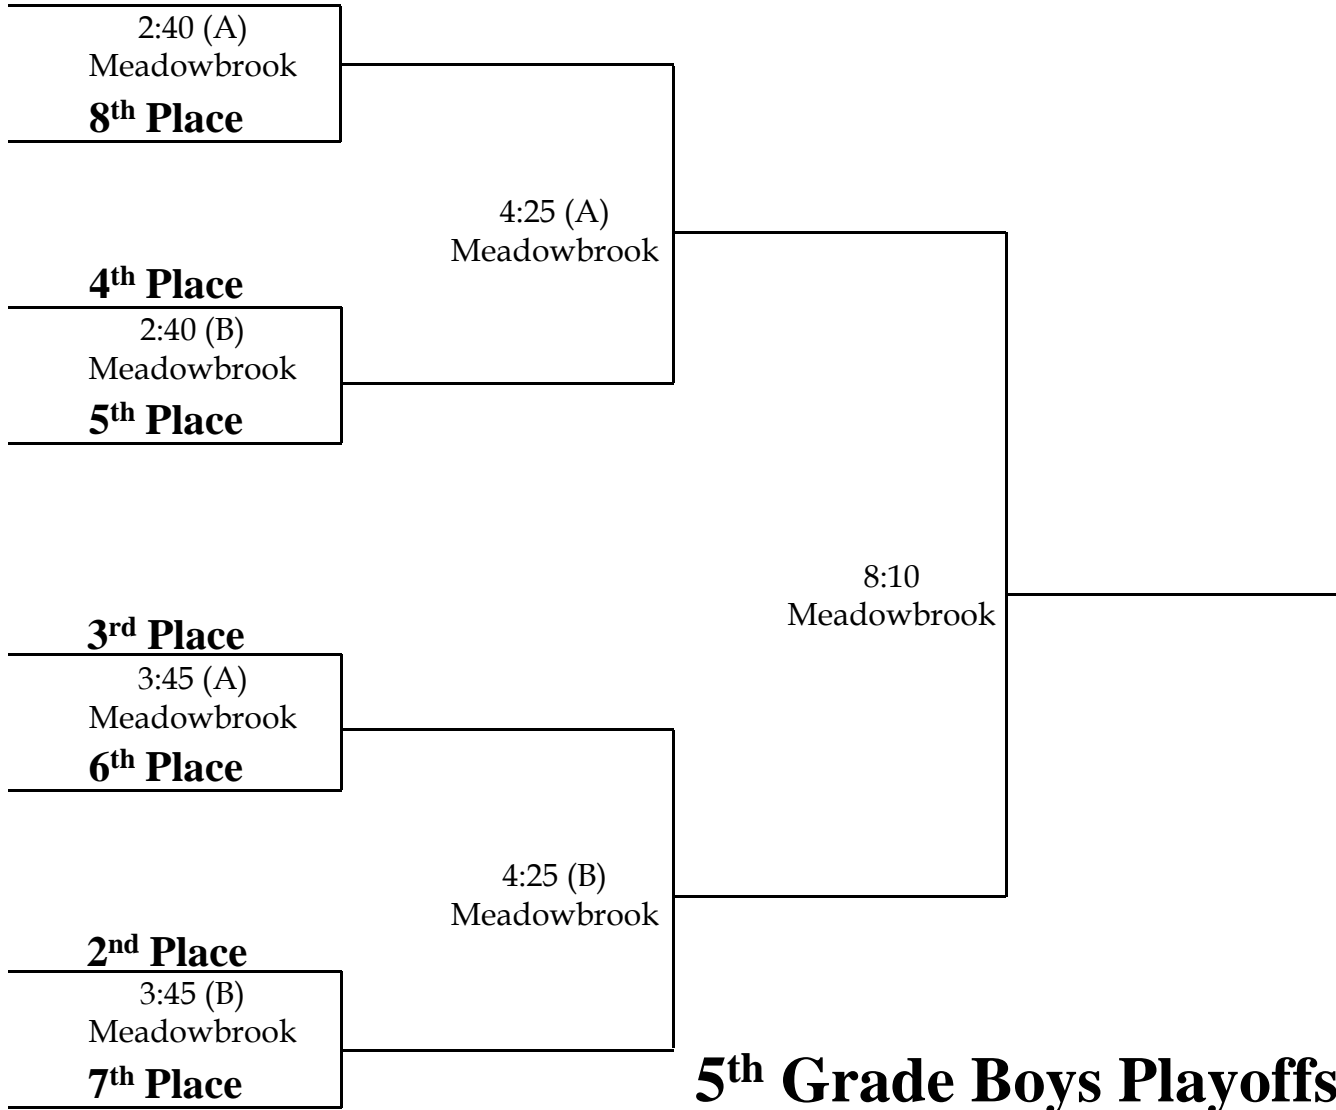 2:40 (A)
Meadowbrook
8th Place
4:25 (A)
Meadowbrook
4th Place
2:40 (B)
Meadowbrook
5th Place
8:10
Meadowbrook
3rd Place
3:45 (A)
Meadowbrook
6th Place
4:25 (B)
Meadowbrook
2nd Place
3:45 (B)
Meadowbrook
7th Place
5th Grade Boys Playoffs